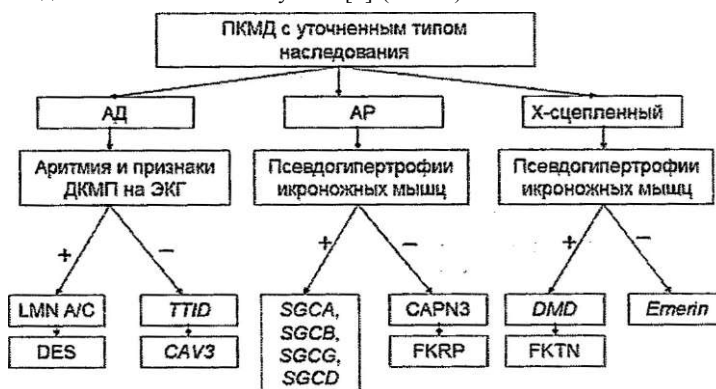 ПКМД с уточненным типом
наследования
АД
АР
Х-сцепленный
Аритмия и признаки
ДКМП на ЭКГ
Псевдогипертрофии
икроножных мышц
Псевдогипертрофии
икроножных мышц
+
−
+
−
+
−
LMN A/C
TTID
SGCA,
SGCB,
SGCG,
SGCD
CAPN3
DMD
Emerin
DES
CAV3
FKRP
FKTN